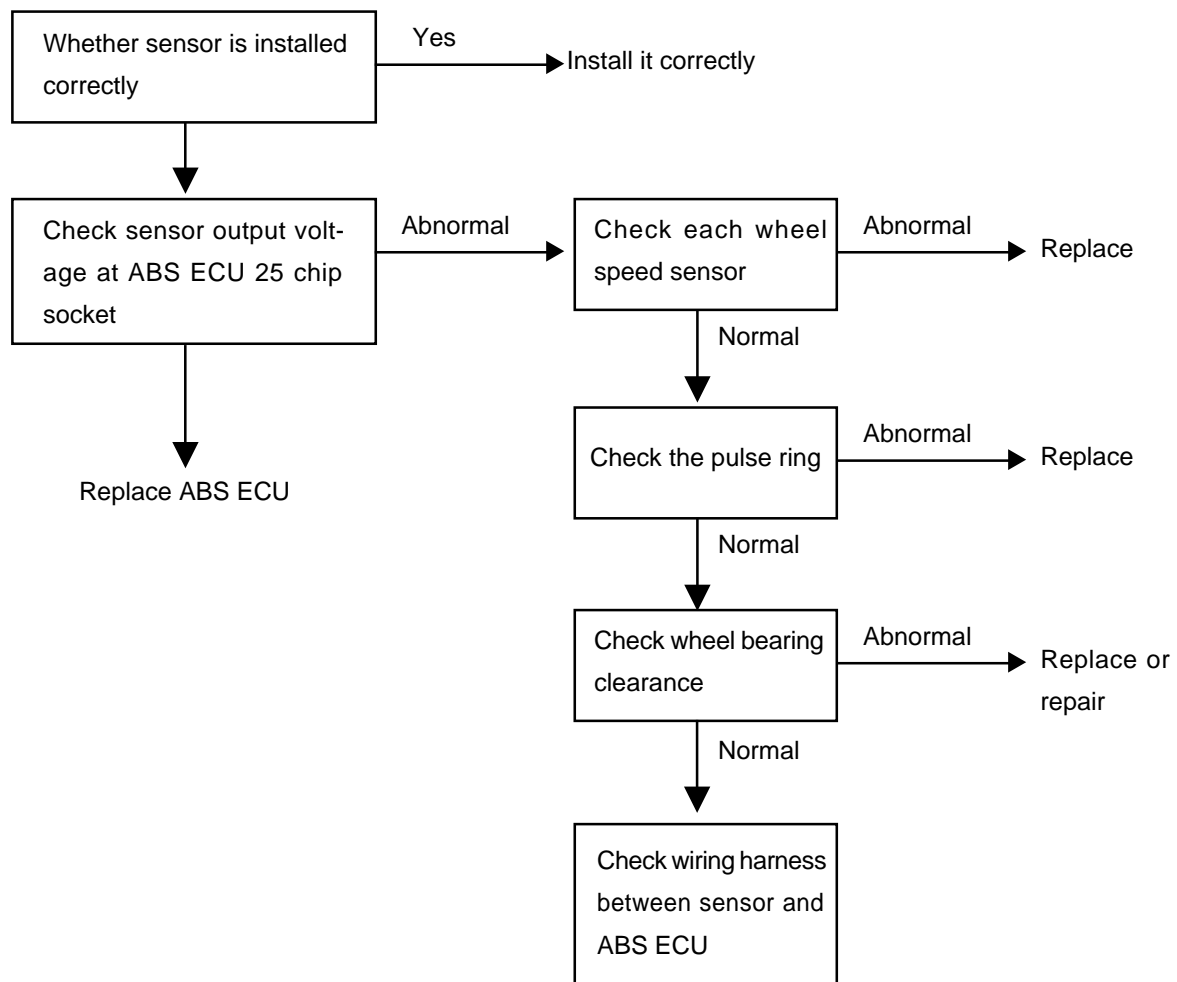 Whether sensor is installed
correctly
Yes
Install it correctly
Check sensor output volt-
age at ABS ECU 25 chip
socket
Abnormal
Check each wheel
speed sensor
Abnormal
Replace
Normal
Replace ABS ECU
Check the pulse ring
Abnormal
Replace
Normal
Check wheel bearing
clearance
Abnormal
Replace or
repair
Normal
Check wiring harness
between sensor and
ABS ECU